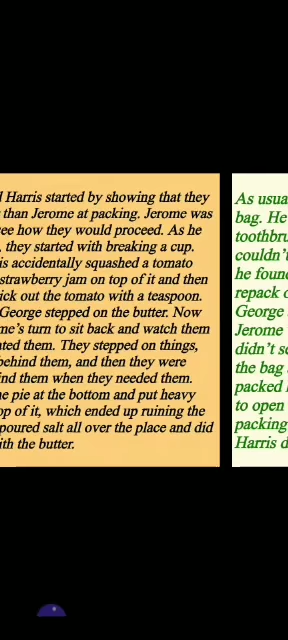 Harris started by showing that they
than Jerome at packing. Jerome was
see how they would proceed. As he
, they started with breaking a cup.
is accidentally squashed a tomato
strawberry jam on top of it and then
ick out the tomato with a teaspoon.
George stepped on the butter. Now
me's turn to sit back and watch them
ated them. They stepped on things,
behind them, and then they were
ind them when they needed them.
e pie at the bottom and put heavy
op of it, which ended up ruining the
poured salt all over the place and did
ith the butter.
As usua
bag. He
toothbru
couldn't
he found
repack
George
Jerome
didn't s
the bag
packed
to open
packing
Harris d